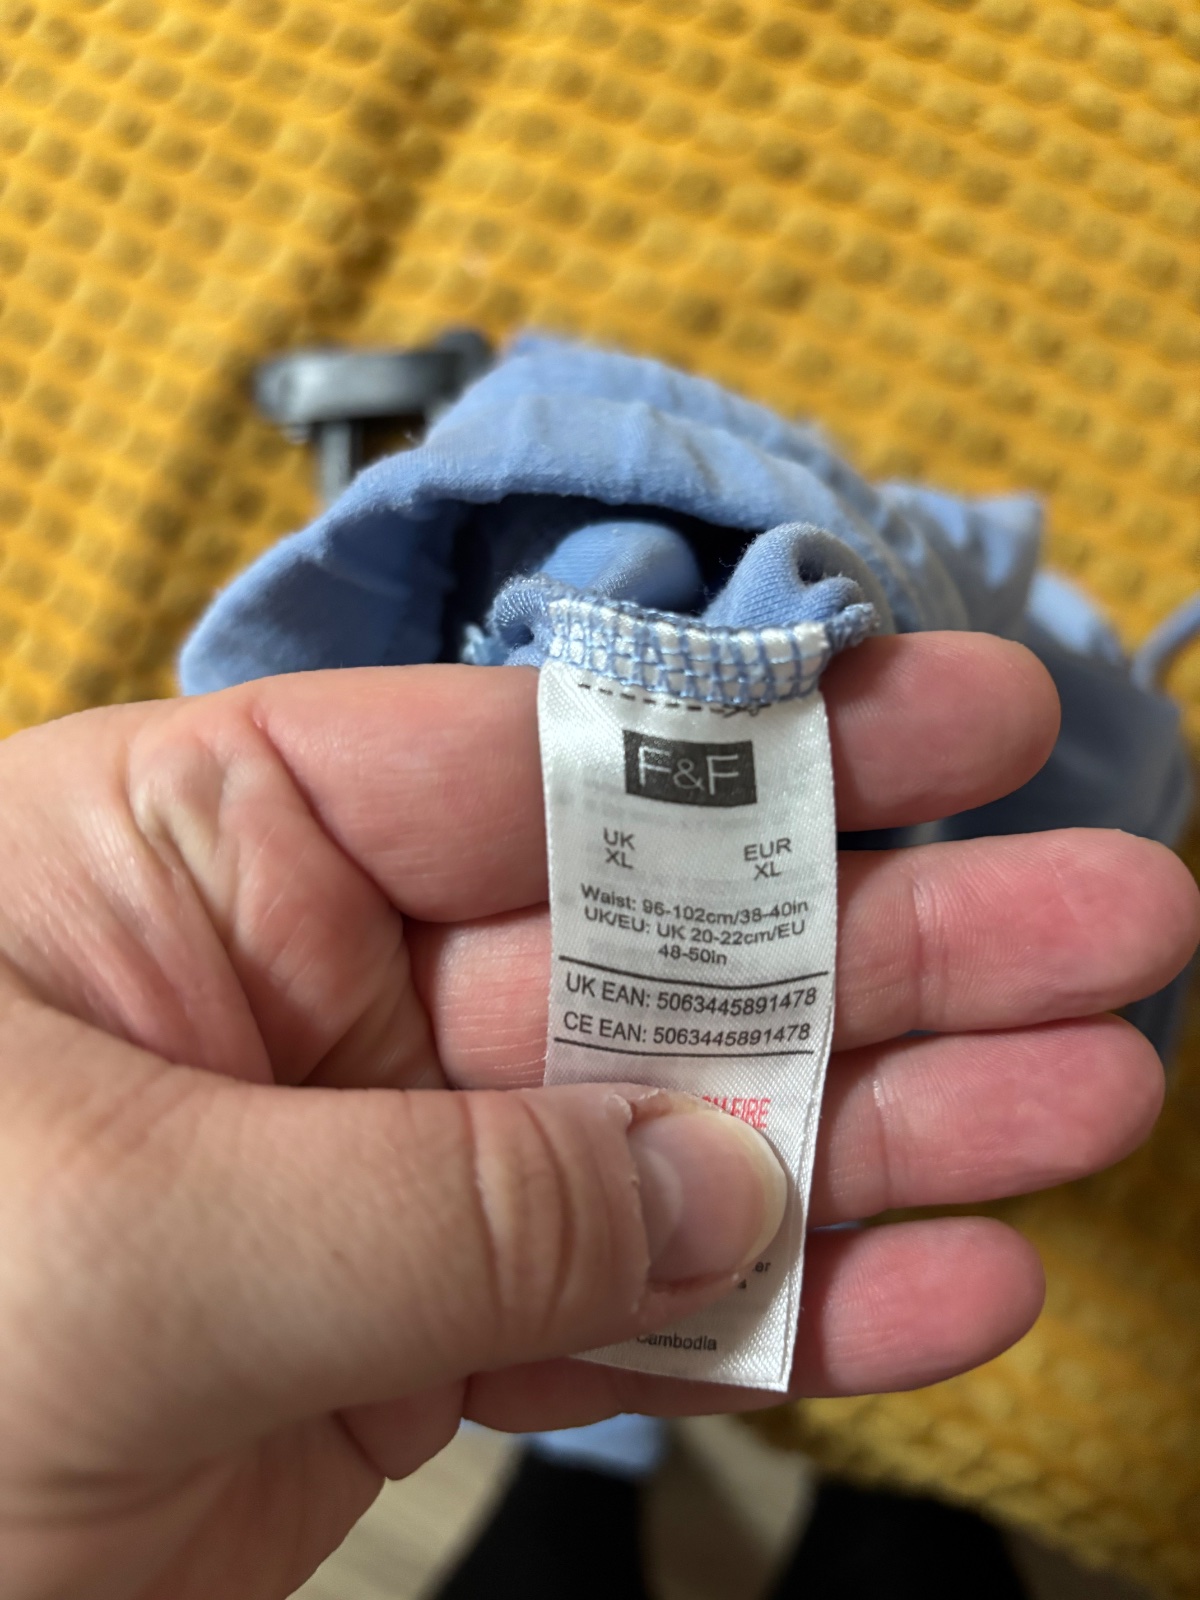 F&F
UK EUR
XL XL
Waist: 96-102cm/38-40in
UK/EU: UK 20-22cm/EU
48-50in
UK EAN: 5063445891478
CE EAN: 5063445891478
FIRE
Cambodia